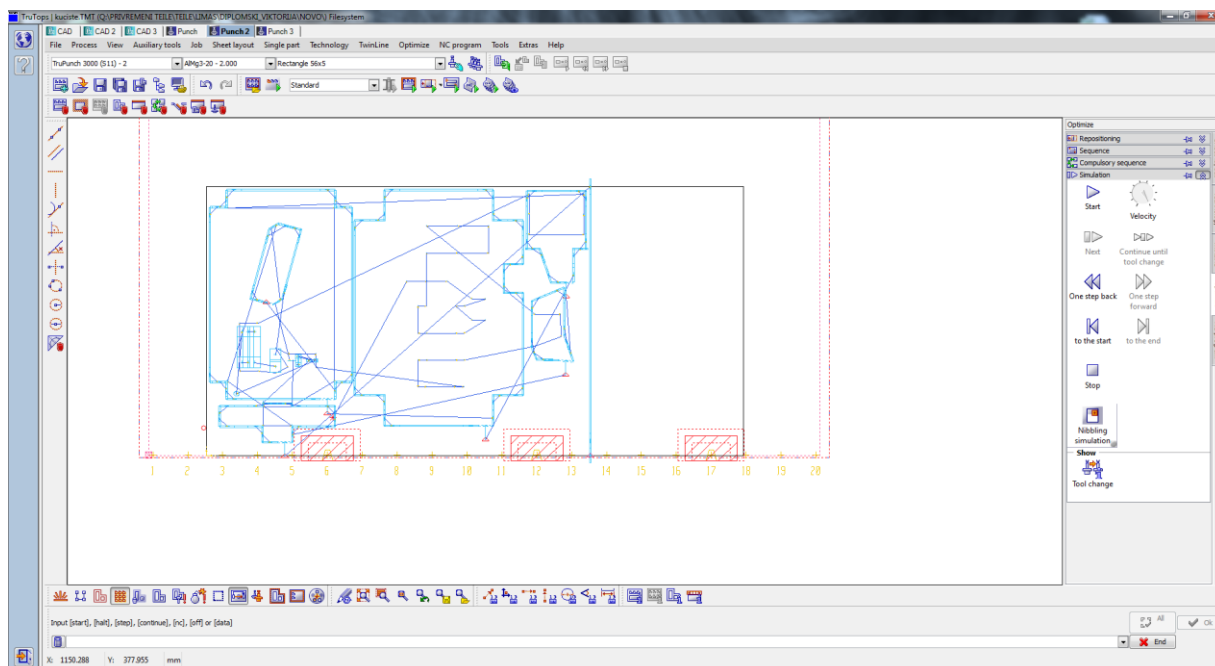 TruTops | kuciste.TMT (Q:\PRIVREMENI TEILE\TEILE\LIMAS\DIPLOMSKI_VIKTORIJA\NOVO\) Filesystem
CAD CAD 2 CAD 3 Punch Punch 2 Punch 3
File Process View Auxiliary tools Job Sheet layout Single part Technology TwinLine Optimize NC program Tools Extras Help
TruPunch 3000 (S11) - 2 AlMg3-20 - 2.000 Rectangle 56x5
Standard
Optimize
Repositioning
Sequence
Compulsory sequence
Simulation
Start Velocity
Next Continue until tool change
One step back One step forward
to the start to the end
Stop
Nibbling simulation
Show
Tool change
1 2 3 4 5 6 7 8 9 10 11 12 13 14 15 16 17 18 19 20
Input [start], [halt], [step], [continue], [nc], [off] or [data]
All Ok
End
X: 1150.288 Y: 377.955 mm